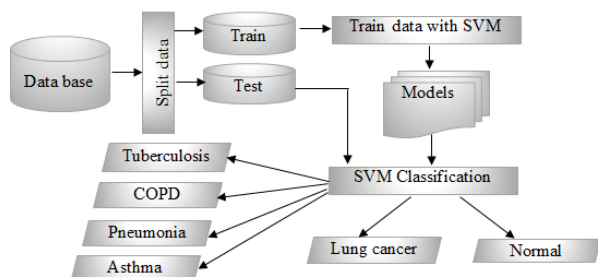 Data base
Split data
Train
Test
Train data with SVM
Models
SVM Classification
Tuberculosis
COPD
Pneumonia
Asthma
Lung cancer
Normal